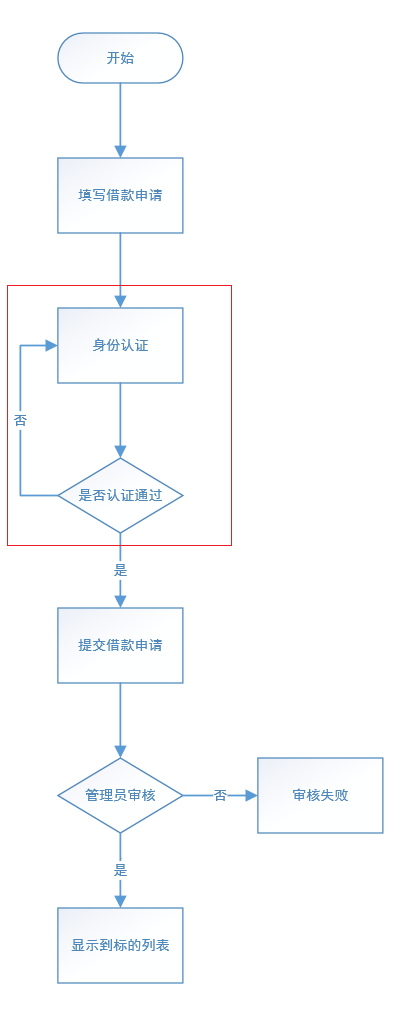 开始
填写借款申请
身份认证
否
是否认证通过
是
提交借款申请
管理员审核
否
审核失败
是
显示到标的列表